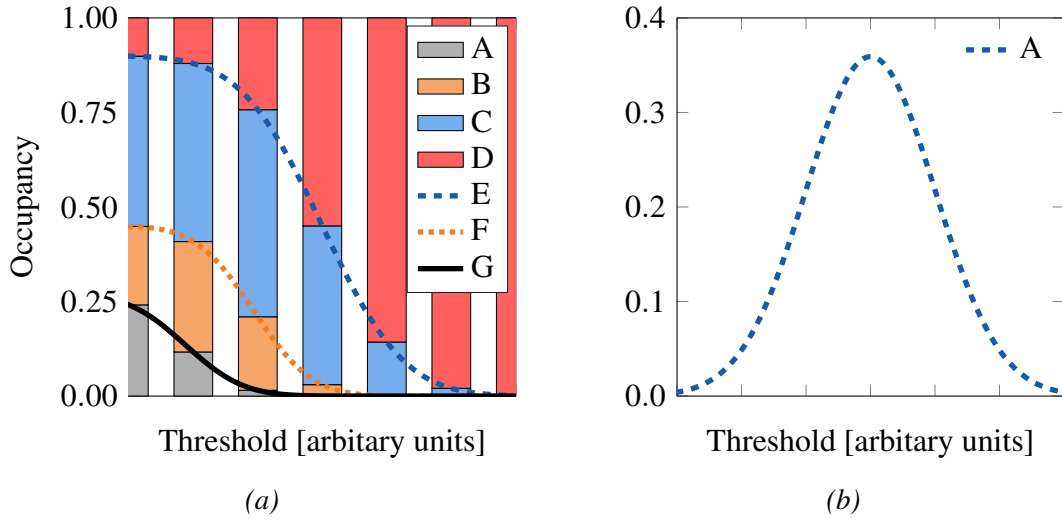 1.00
0.75
0.50
0.25
0.00
Occupancy
A
B
C
D
E
F
G
Threshold [arbitary units]
(a)
0.4
0.3
0.2
0.1
0.0
A
Threshold [arbitary units]
(b)